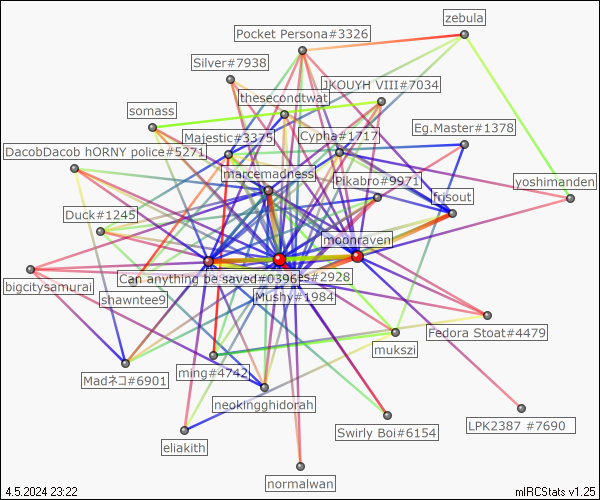 zebula
Pocket Persona#3326
Silver#7938
JKOUYH VIII#7034
thesecondtwat
somass
Eg.Master#1378
Majestic#3375
Cypha#1717
DacobDacob hORNY police#5271
marcemadness
Pikabro#9971
yoshimanden
frisout
Duck#1245
moonraven
Can anything be saved#0396
s#2928
bigcitysamurai
shawntee9
Mushy#1984
Fedora Stoat#4479
mukszi
ming#4742
Madネコ#6901
neokingghidorah
LPK2387 #7690
Swirly Boi#6154
eliakith
normalwan
4.5.2024 23:22
mIRCStats v1.25